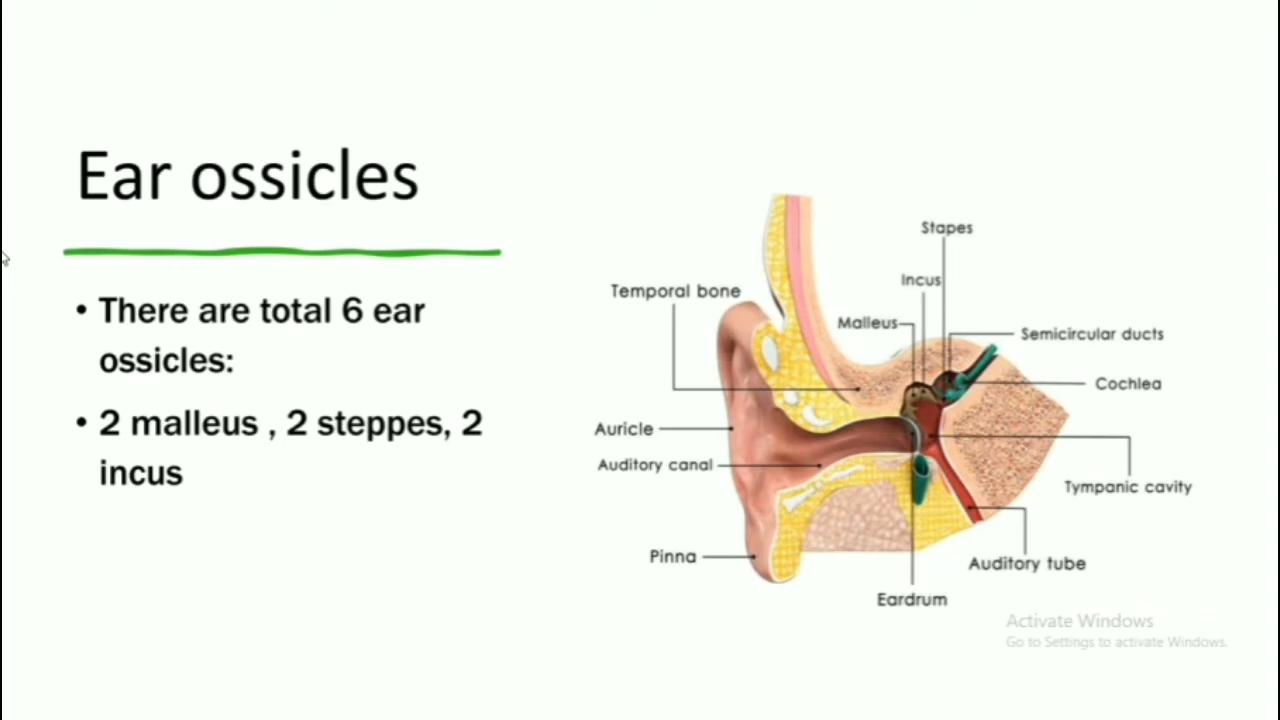 Ear ossicles
• There are total 6 ear
ossicles:
• 2 malleus , 2 steppes, 2
incus
Stapes
Incus
Temporal bone
Malleus
Semicircular ducts
Cochlea
Auricle
Auditory canal
Tympanic cavity
Pinna
Auditory tube
Eardrum
Activate Windows
Go to Settings to activate Windows.